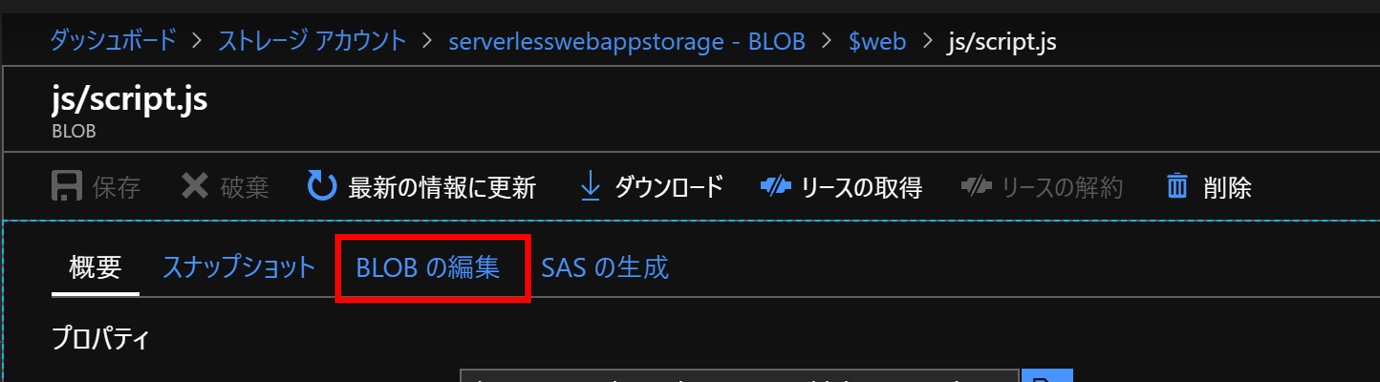 ダッシュボード > ストレージ アカウント > serverlesswebappstorage - BLOB > $web > js/script.js
js/script.js
BLOB
保存 破棄 最新の情報に更新 ダウンロード リースの取得 リースの解約 削除
概要 スナップショット BLOB の編集 SAS の生成
プロパティ